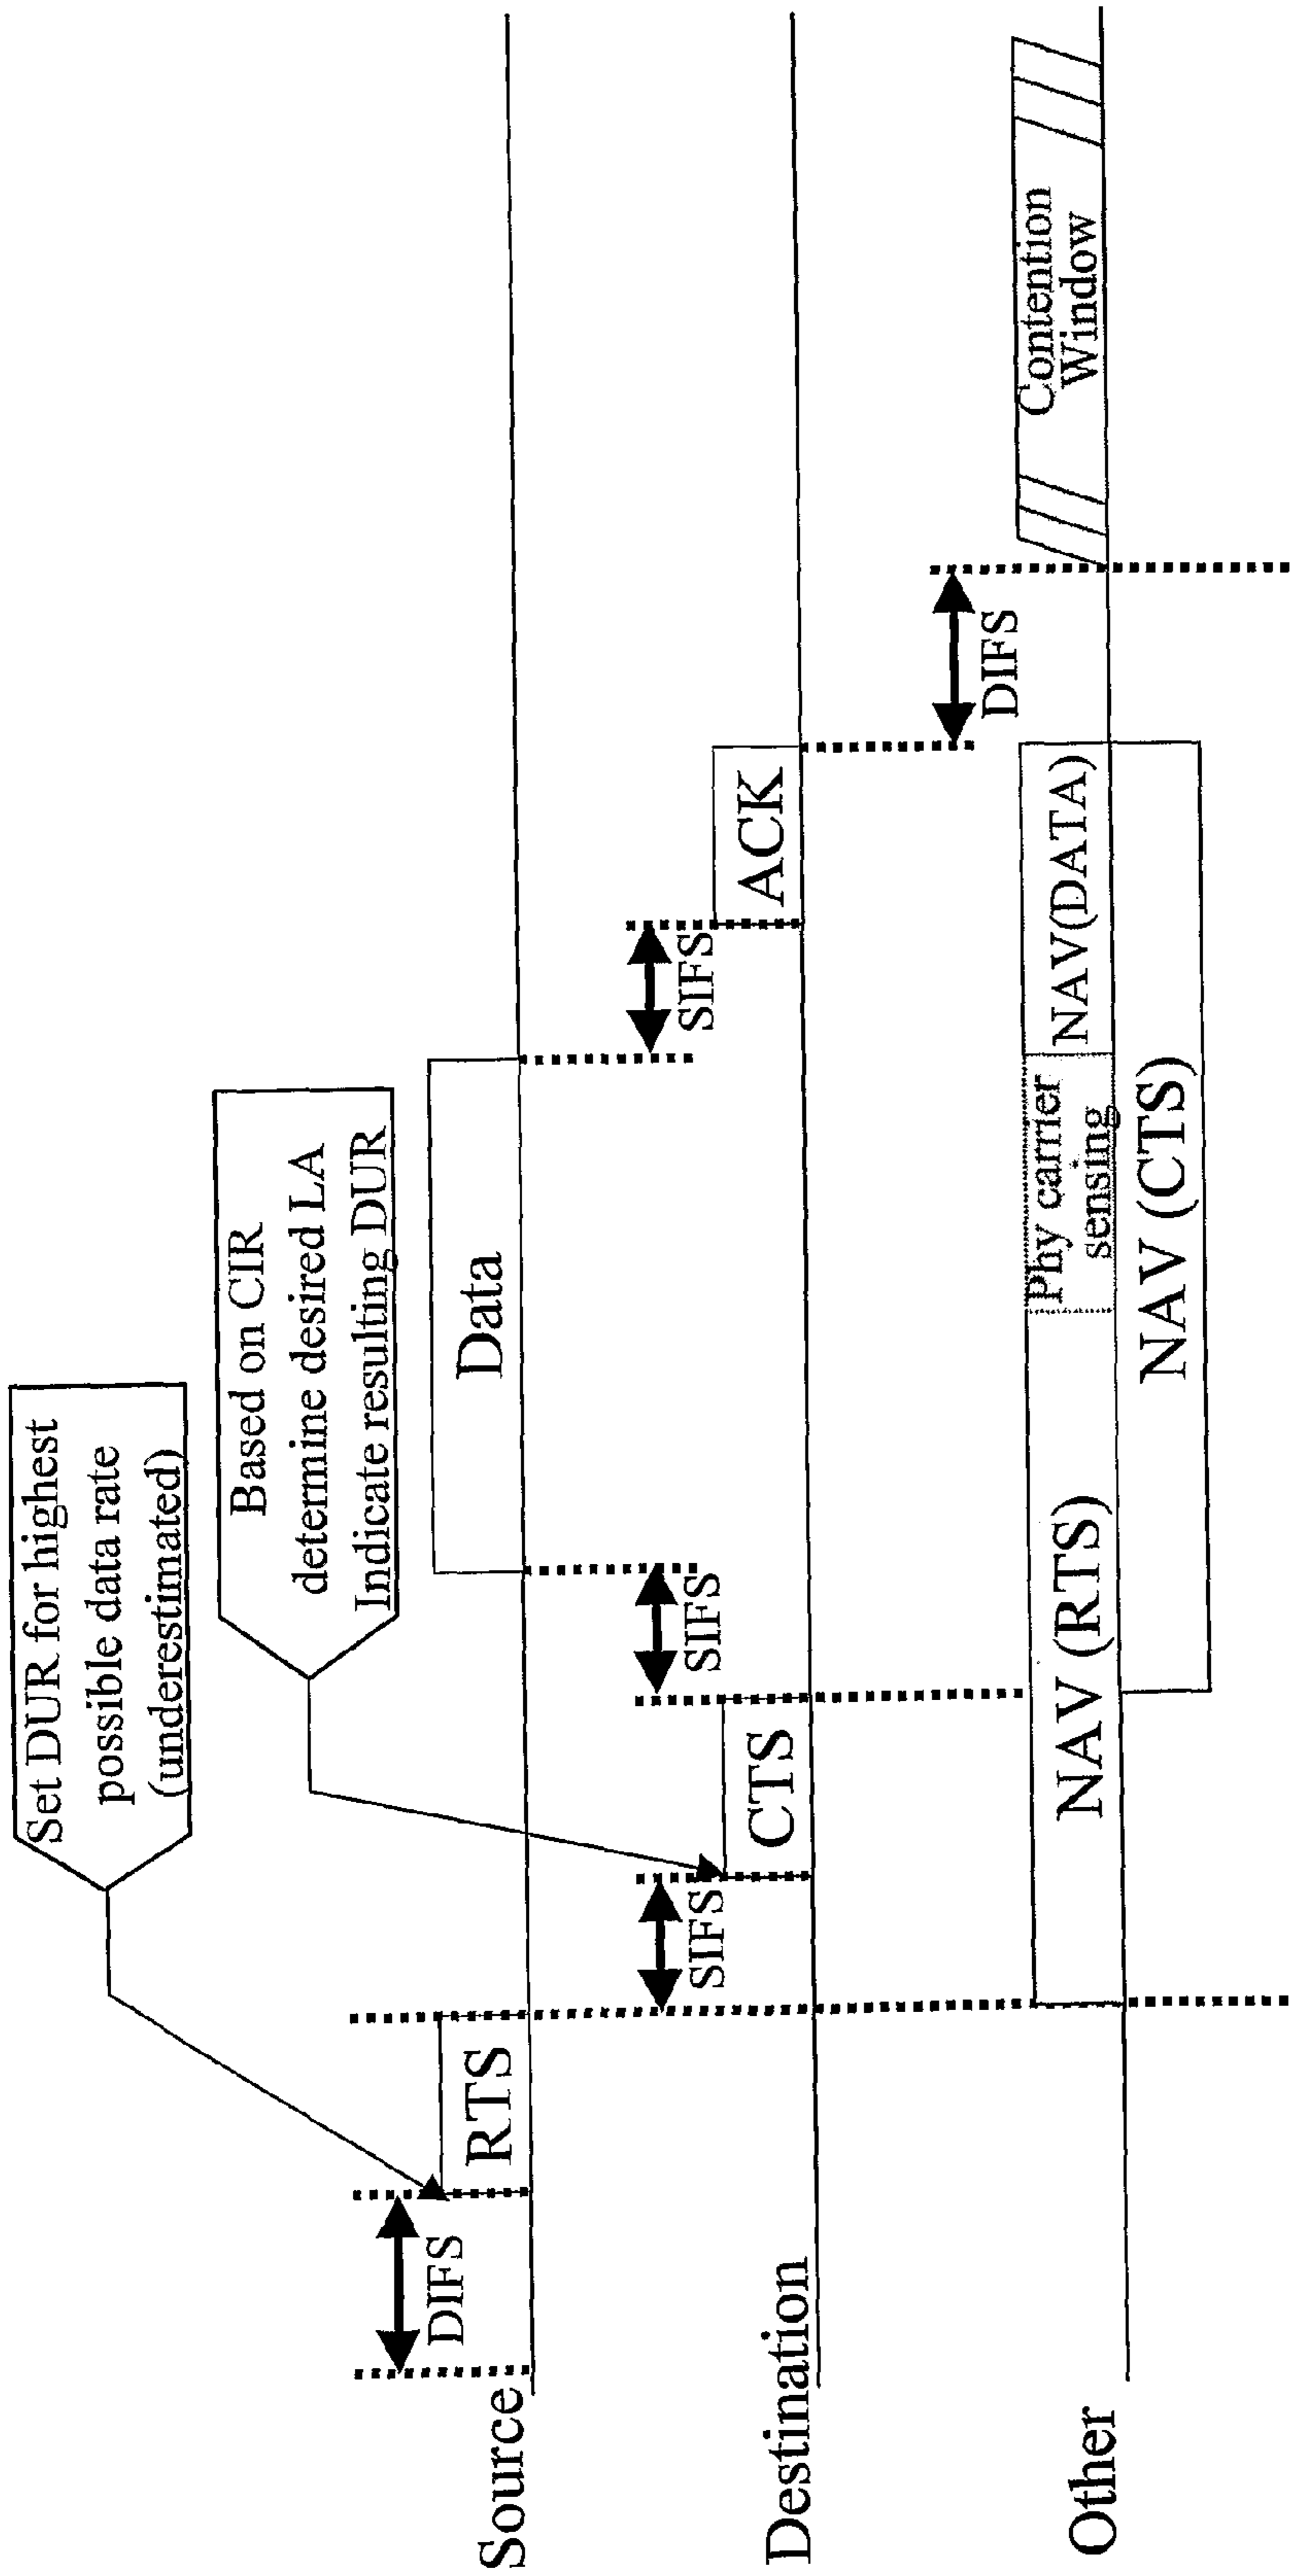 Set DUR for highest
possible data rate
(underestimated)
Based on CIR
determine desired LA
Indicate resulting DUR
Source
DIFS
RTS
Data
Destination
SIFS
CTS
SIFS
SIFS
ACK
Other
NAV (RTS)
Phy carrier
sensing
NAV(DATA)
NAV (CTS)
DIFS
Contention
Window